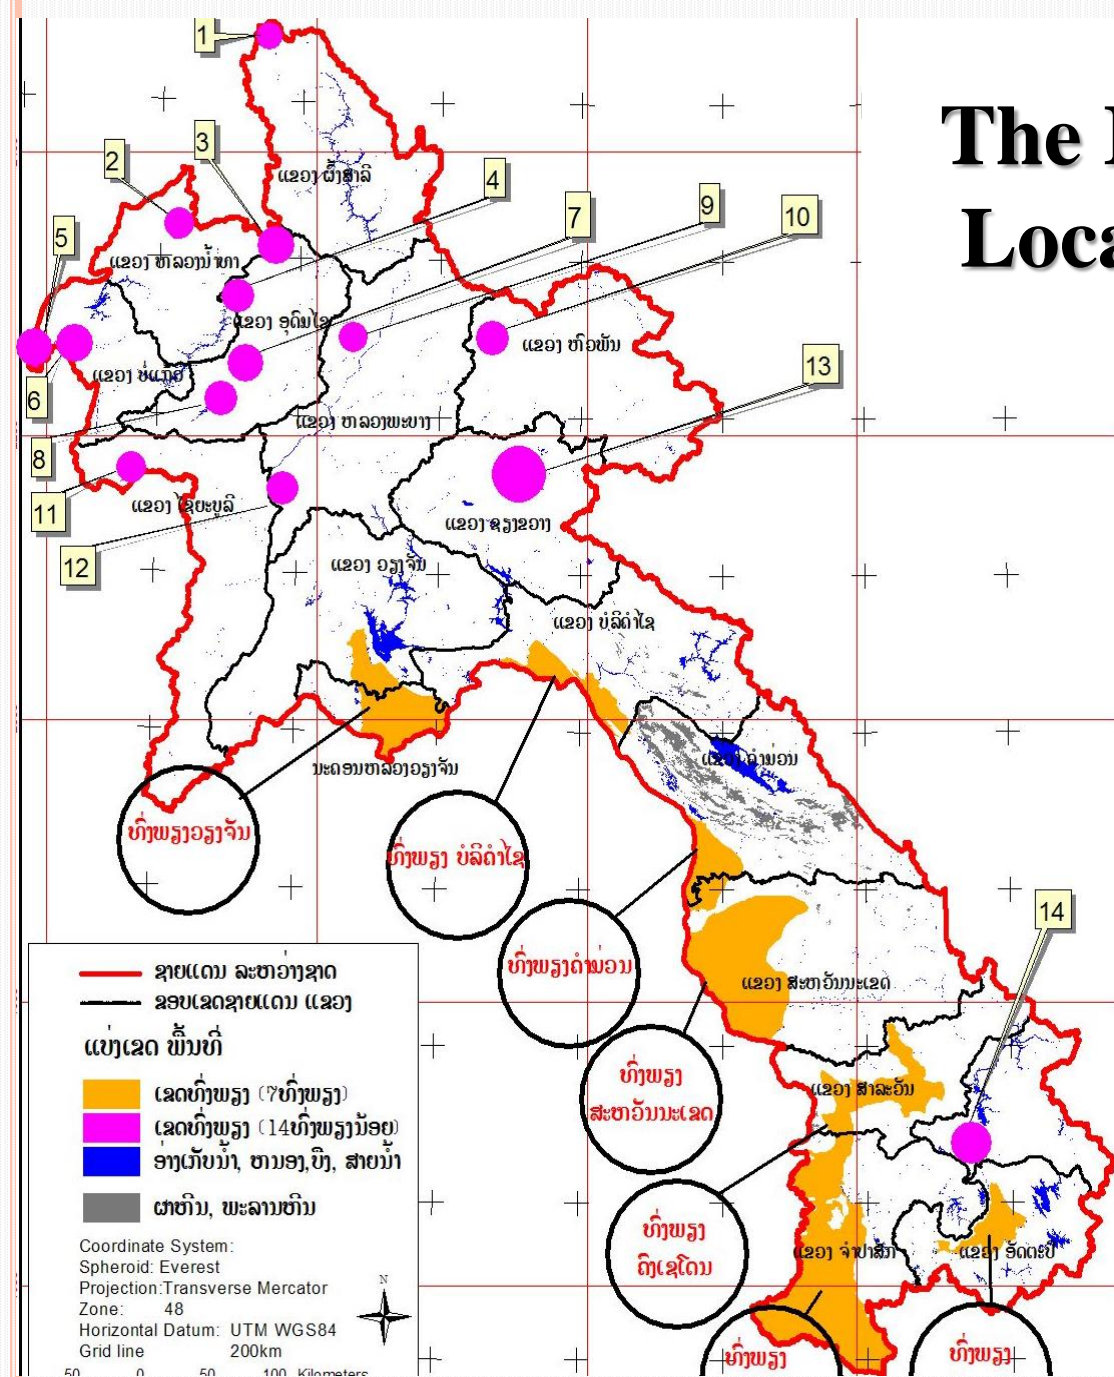 The
Loca
1
2
3
4
5
7
9
10
6
8
11
12
13
14
ແຂວງ ຜົ້ງສາລີ
ແຂວງ ຫລວງນ້ຳທາ
ແຂວງ ອຸດົມໄຊ
ແຂວງ ຫົວພັນ
ແຂວງ ບໍ່ແກ້ວ
ແຂວງ ຫລວງພະບາງ
ແຂວງ ໄຊຍະບູລີ
ແຂວງ ຊຽງຂວາງ
ແຂວງ ວຽງຈັນ
ແຂວງ ບໍລິຄຳໄຊ
ແຂວງ ຄຳມ່ວນ
ນະຄອນຫລວງວຽງຈັນ
ທົ່ງພຽງວຽງຈັນ
ທົ່ງພຽງ ບໍລິຄຳໄຊ
ທົ່ງພຽງຄຳມ່ວນ
ແຂວງ ສະຫວັນນະເຂດ
ທົ່ງພຽງ
ສະຫວັນນະເຂດ
ແຂວງ ສາລະວັນ
ທົ່ງພຽງ
ແຂວງ ຈຳປາສັກ
ແຂວງ ອັດຕະປື
ທົ່ງພຽງ
ທົ່ງພຽງ
ຊາຍແດນ ລະຫວ່າງຊາດ
ຂອບເຂດຊາຍແດນ ແຂວງ
ແບ່ງເຂດ ພື້ນທີ່
ເຂດທົ່ງພຽງ (7ທົ່ງພຽງ)
ເຂດທົ່ງພຽງ (14ທົ່ງພຽງນ້ອຍ)
ອ່າງເກັບນ້ຳ, ຫນອງ,ບຶງ, ສາຍນ້ຳ
ຜາຫີນ, ພະລານຫີນ
Coordinate System:
Spheroid: Everest
Projection:Transverse Mercator
Zone: 48
Horizontal Datum: UTM WGS84
Grid line 200km
N
50 0 50 100 Kilometers